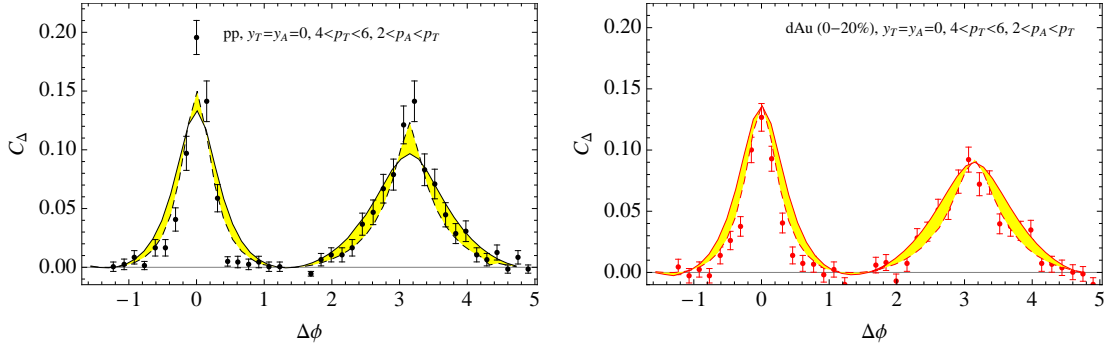 pp, y_T=y_A=0, 4<p_T<6, 2<p_A<p_T
C_Δ
0.20
0.15
0.10
0.05
0.00
−1 0 1 2 3 4 5
Δϕ
dAu (0−20%), y_T=y_A=0, 4<p_T<6, 2<p_A<p_T
C_Δ
0.20
0.15
0.10
0.05
0.00
−1 0 1 2 3 4 5
Δϕ